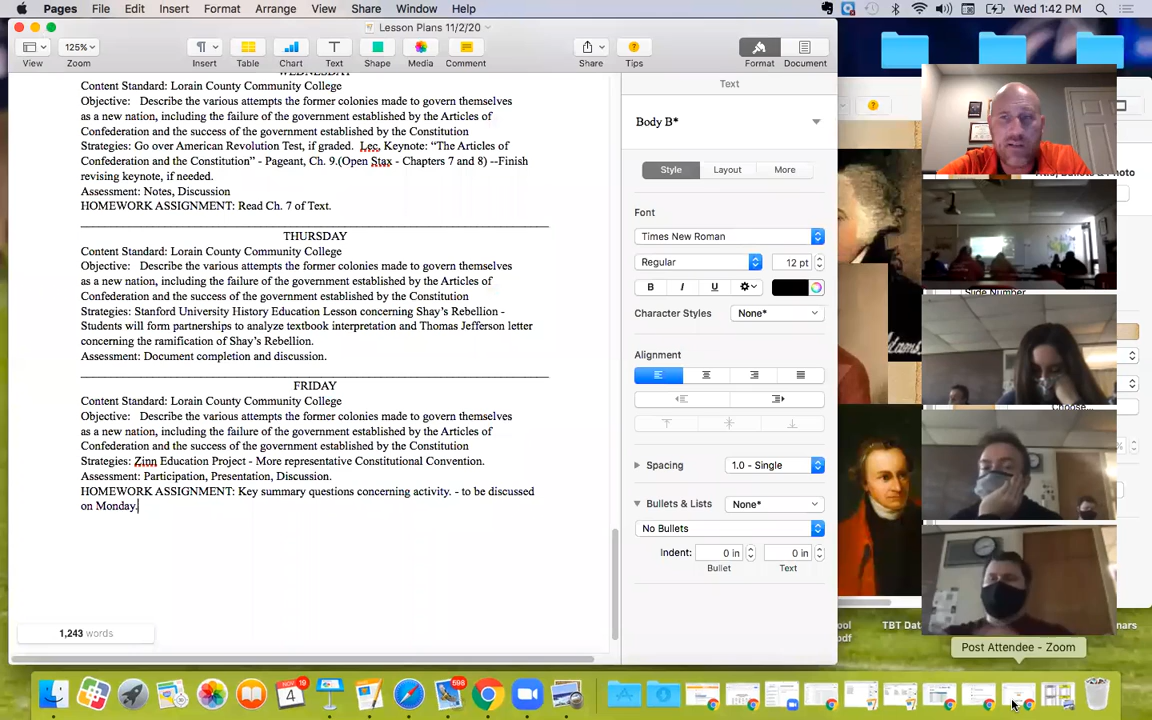 Pages File Edit Insert Format Arrange View Share Window Help
Wed 1:42 PM
Lesson Plans 11/2/20
125%
View Zoom Insert Table Chart Text Shape Media Comment Share Tips Format Document
WEDNESDAY
Content Standard: Lorain County Community College
Objective: Describe the various attempts the former colonies made to govern themselves
as a new nation, including the failure of the government established by the Articles of
Confederation and the success of the government established by the Constitution
Strategies: Go over American Revolution Test, if graded. Lec, Keynote: “The Articles of
Confederation and the Constitution” - Pageant, Ch. 9.(Open Stax - Chapters 7 and 8) --Finish
revising keynote, if needed.
Assessment: Notes, Discussion
HOMEWORK ASSIGNMENT: Read Ch. 7 of Text.
THURSDAY
Content Standard: Lorain County Community College
Objective: Describe the various attempts the former colonies made to govern themselves
as a new nation, including the failure of the government established by the Articles of
Confederation and the success of the government established by the Constitution
Strategies: Stanford University History Education Lesson concerning Shay’s Rebellion -
Students will form partnerships to analyze textbook interpretation and Thomas Jefferson letter
concerning the ramification of Shay’s Rebellion.
Assessment: Document completion and discussion.
FRIDAY
Content Standard: Lorain County Community College
Objective: Describe the various attempts the former colonies made to govern themselves
as a new nation, including the failure of the government established by the Articles of
Confederation and the success of the government established by the Constitution
Strategies: Zinn Education Project - More representative Constitutional Convention.
Assessment: Participation, Presentation, Discussion.
HOMEWORK ASSIGNMENT: Key summary questions concerning activity. - to be discussed
on Monday.
1,243 words
Text
Body B*
Style Layout More
Font
Times New Roman
Regular 12 pt
B I U
Character Styles None*
Alignment
Spacing 1.0 - Single
Bullets & Lists None*
No Bullets
Indent: 0 in 0 in
Bullet Text
Photo
Slide Number
Choose...
TBT Dat
Post Attendee - Zoom
NOV 19
4
598